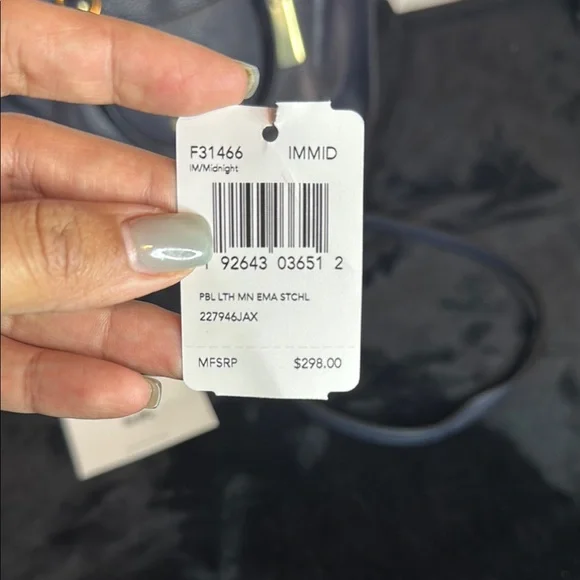 F31466 IMMID
IM/Midnight
1 92643 03651 2
PBL LTH MN EMA STCHL
227946JAX
MFSRP $298.00